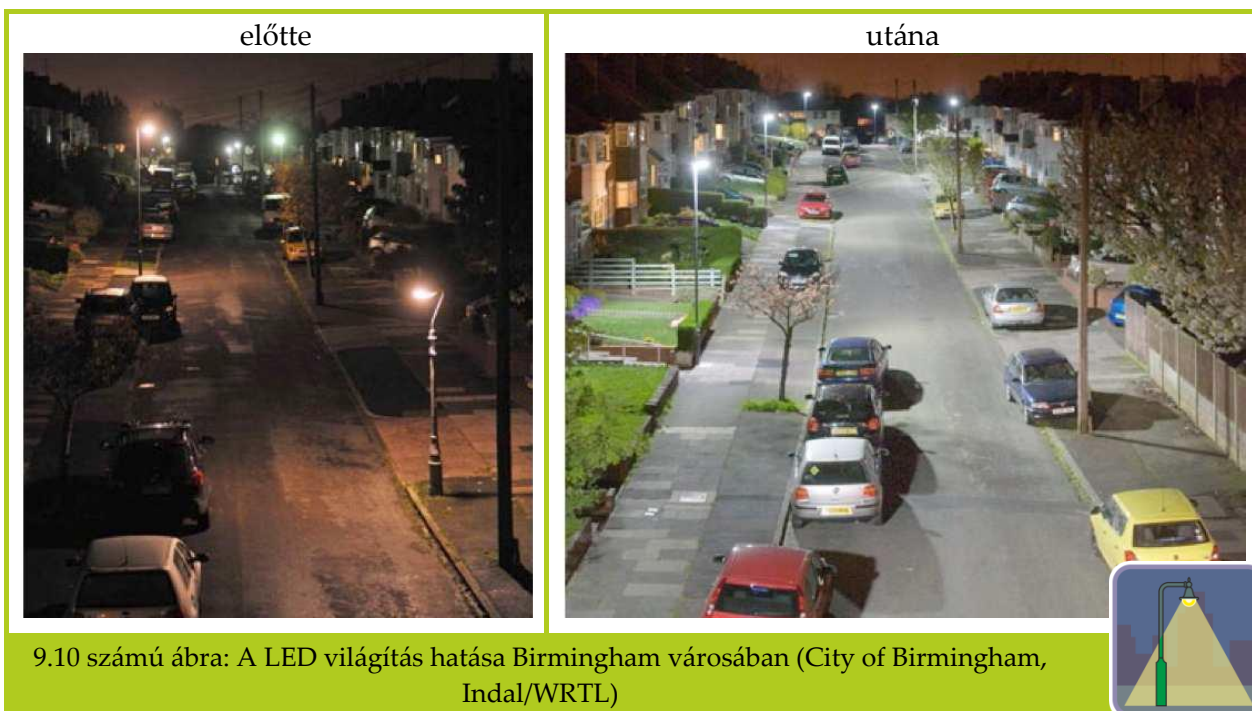 előtte
utána
9.10 számú ábra: A LED világítás hatása Birmingham városában (City of Birmingham,
Indal/WRTL)